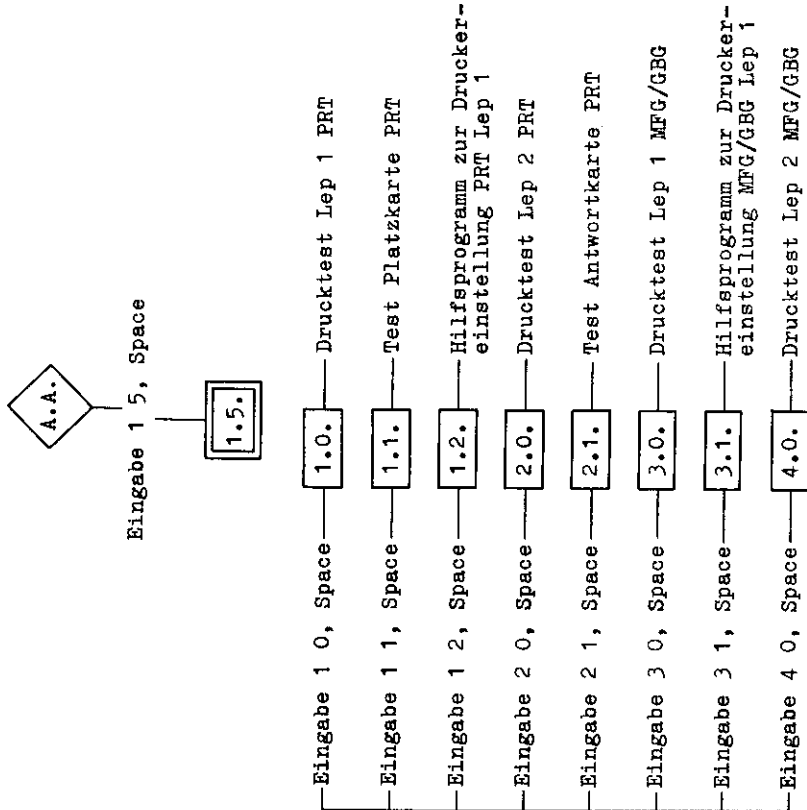 A.A.
Eingabe 1 5, Space
1.5.
Eingabe 1 0, Space 1.0. Drucktest Lep 1 PRT
Eingabe 1 1, Space 1.1. Test Platzkarte PRT
Eingabe 1 2, Space 1.2. Hilfsprogramm zur Drucker-
einstellung PRT Lep 1
Eingabe 2 0, Space 2.0. Drucktest Lep 2 PRT
Eingabe 2 1, Space 2.1. Test Antwortkarte PRT
Eingabe 3 0, Space 3.0. Drucktest Lep 1 MFG/GBG
Eingabe 3 1, Space 3.1. Hilfsprogramm zur Drucker-
einstellung MFG/GBG Lep 1
Eingabe 4 0, Space 4.0. Drucktest Lep 2 MFG/GBG